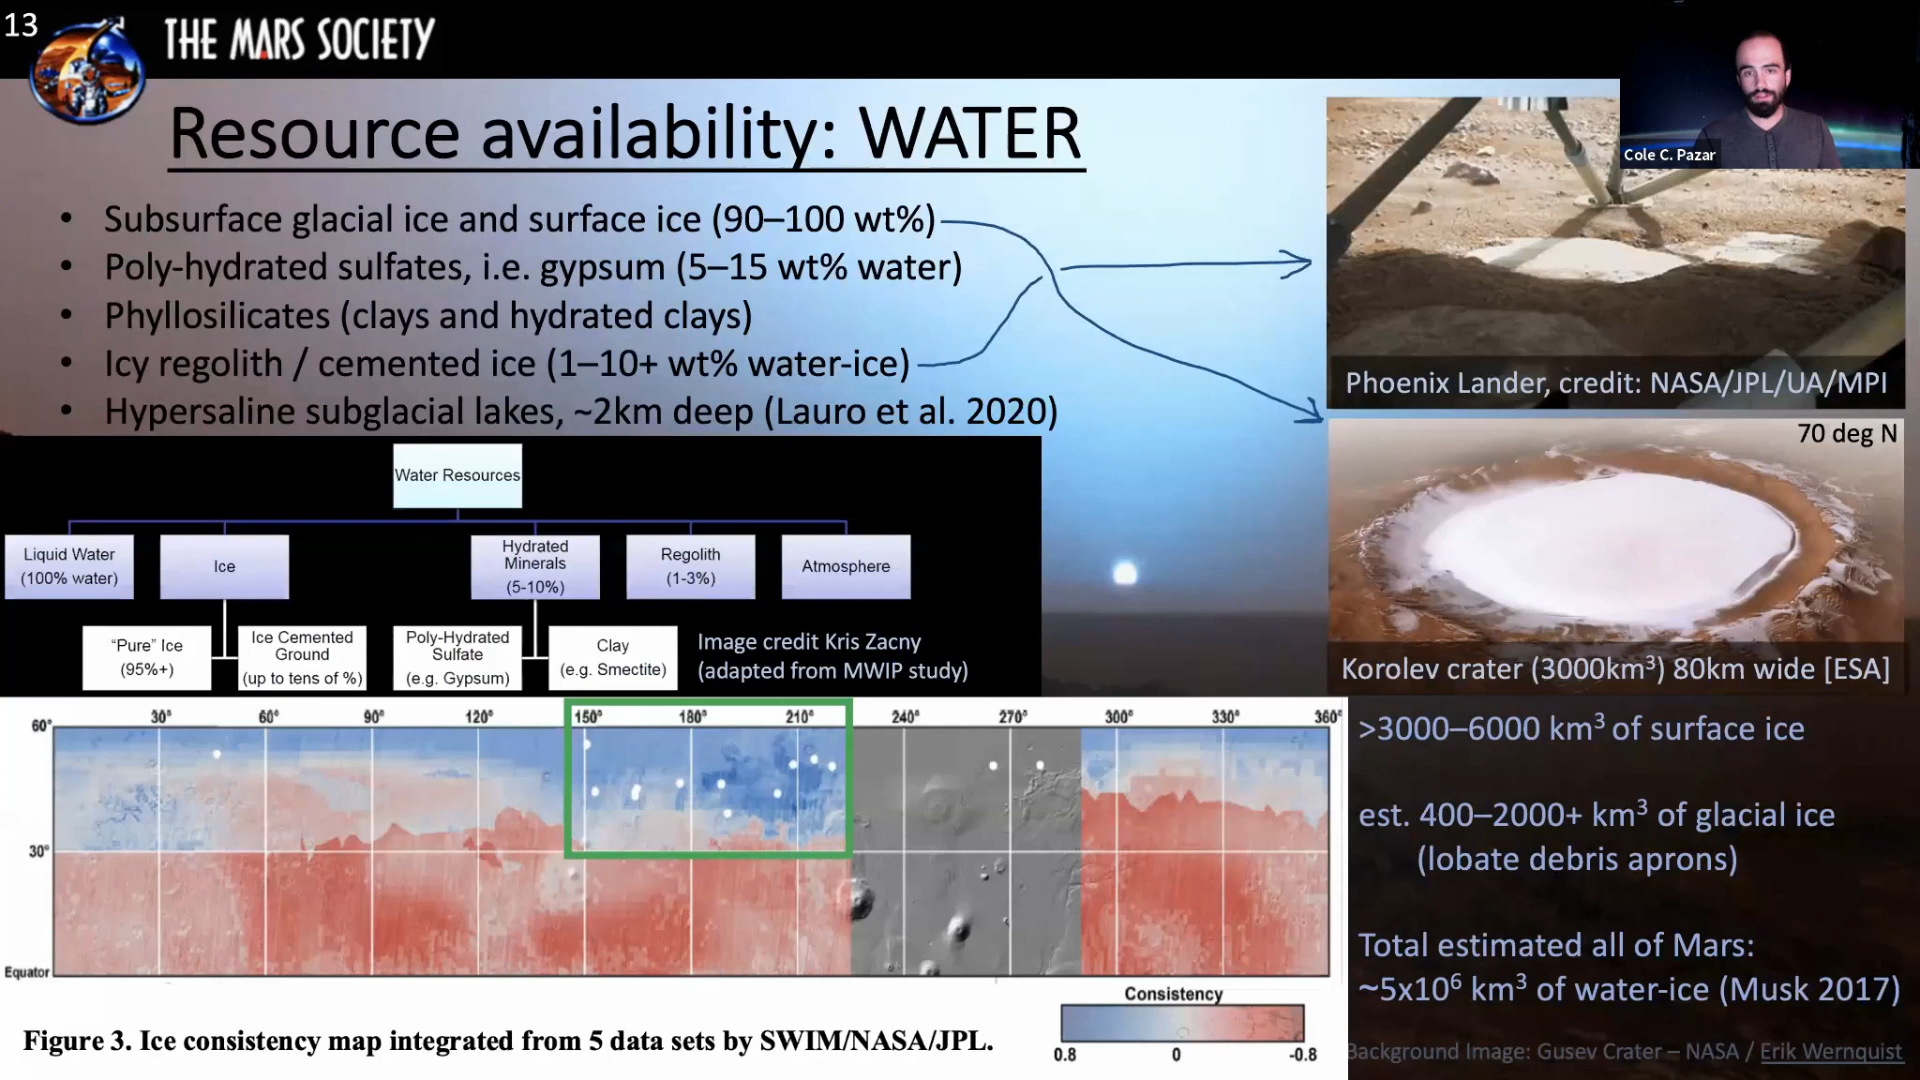 13
THE MARS SOCIETY
Cole C. Pazar
Resource availability: WATER
• Subsurface glacial ice and surface ice (90–100 wt%)
• Poly-hydrated sulfates, i.e. gypsum (5–15 wt% water)
• Phyllosilicates (clays and hydrated clays)
• Icy regolith / cemented ice (1–10+ wt% water-ice)
• Hypersaline subglacial lakes, ~2km deep (Lauro et al. 2020)
Phoenix Lander, credit: NASA/JPL/UA/MPI
70 deg N
Korolev crater (3000km³) 80km wide [ESA]
Water Resources
Liquid Water
(100% water)
Ice
Hydrated
Minerals
(5-10%)
Regolith
(1-3%)
Atmosphere
"Pure" Ice
(95%+)
Ice Cemented
Ground
(up to tens of %)
Poly-Hydrated
Sulfate
(e.g. Gypsum)
Clay
(e.g. Smectite)
Image credit Kris Zacny
(adapted from MWIP study)
30° 60° 90° 120° 150° 180° 210° 240° 270° 300° 330° 360°
60°
30°
Equator
Consistency
0.8 0 -0.8
Figure 3. Ice consistency map integrated from 5 data sets by SWIM/NASA/JPL.
>3000–6000 km³ of surface ice
est. 400–2000+ km³ of glacial ice
(lobate debris aprons)
Total estimated all of Mars:
~5x10⁶ km³ of water-ice (Musk 2017)
Background Image: Gusev Crater – NASA / Erik Wernquist